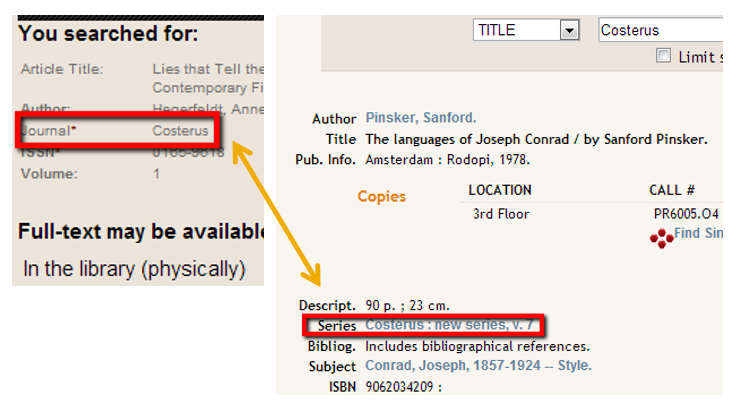 You searched for:
Article Title: Lies that Tell the
Contemporary Fi
Author: Hegerfeldt, Anne
Journal* Costerus
ISSN* 0165-9618
Volume: 1
Full-text may be available
In the library (physically)
TITLE Costerus
Limit s
Author Pinsker, Sanford.
Title The languages of Joseph Conrad / by Sanford Pinsker.
Pub. Info. Amsterdam : Rodopi, 1978.
Copies LOCATION CALL #
3rd Floor PR6005.O4
Find Sin
Descript. 90 p. ; 23 cm.
Series Costerus : new series, v. 7
Bibliog. Includes bibliographical references.
Subject Conrad, Joseph, 1857-1924 -- Style.
ISBN 9062034209 :